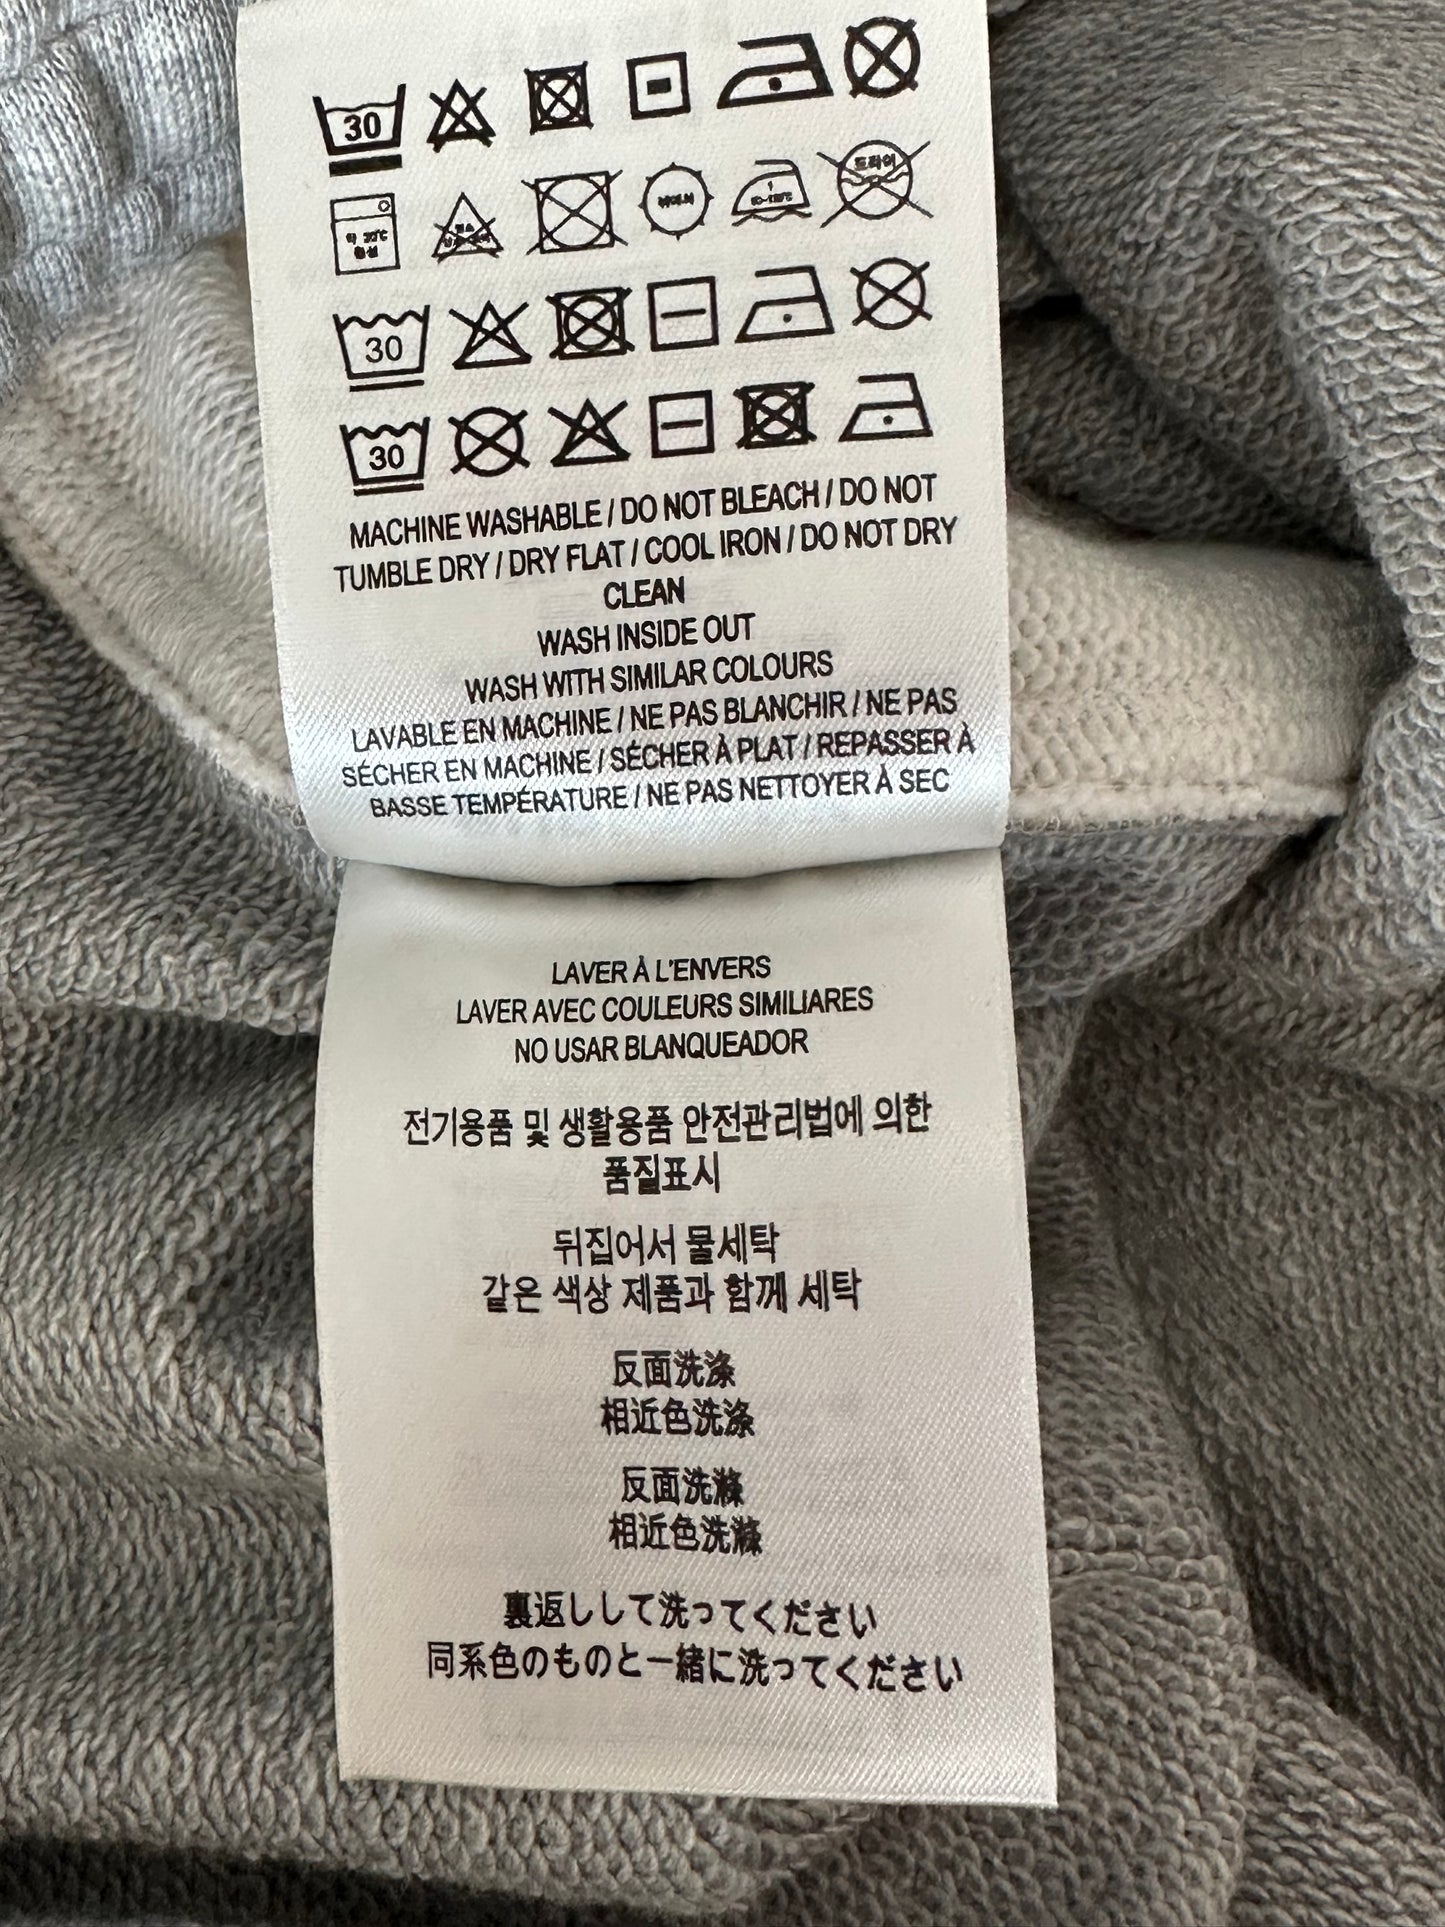 30
30
30
드라이
MACHINE WASHABLE / DO NOT BLEACH / DO NOT
TUMBLE DRY / DRY FLAT / COOL IRON / DO NOT DRY
CLEAN
WASH INSIDE OUT
WASH WITH SIMILAR COLOURS
LAVABLE EN MACHINE / NE PAS BLANCHIR / NE PAS
SÉCHER EN MACHINE / SÉCHER À PLAT / REPASSER À
BASSE TEMPÉRATURE / NE PAS NETTOYER À SEC
LAVER À L'ENVERS
LAVER AVEC COULEURS SIMILIARES
NO USAR BLANQUEADOR
전기용품 및 생활용품 안전관리법에 의한
품질표시
뒤집어서 물세탁
같은 색상 제품과 함께 세탁
反面洗涤
相近色洗涤
反面洗滌
相近色洗滌
裏返しして洗ってください
同系色のものと一緒に洗ってください